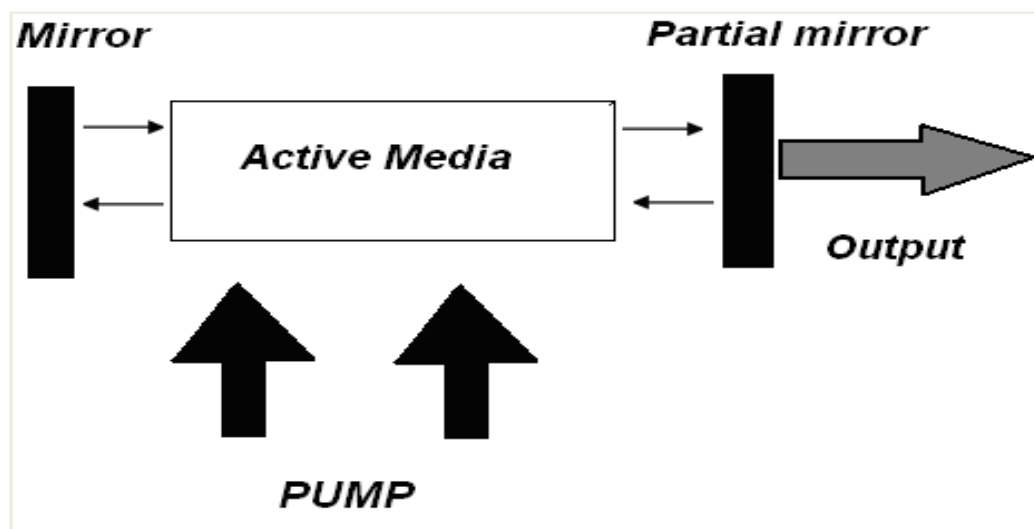 Mirror
Partial mirror
Active Media
Output
PUMP